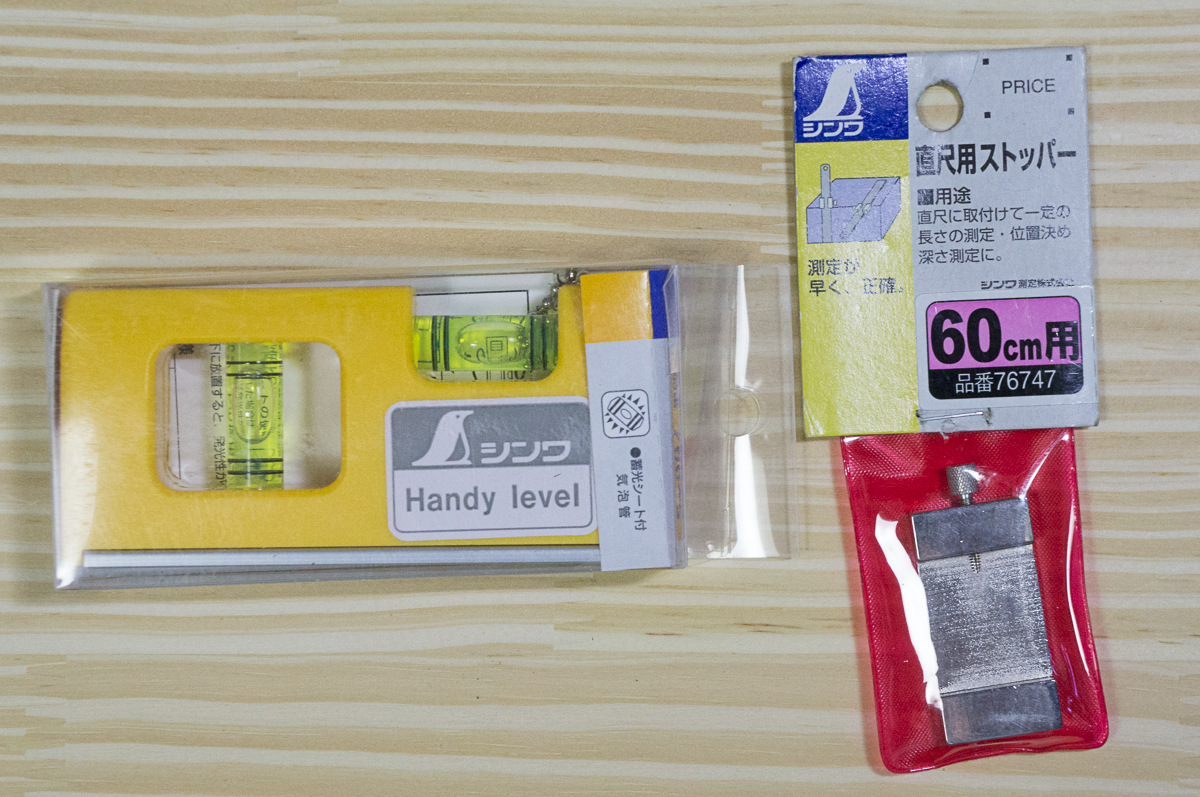 シンワ
Handy level
●蓄光シート付
気泡管
シンワ
PRICE
直尺用ストッパー
■用途
直尺に取付けて一定の
長さの測定・位置決め
深さ測定に。
測定が
早く、正確。
シンワ測定株式会社
60cm用
品番76747